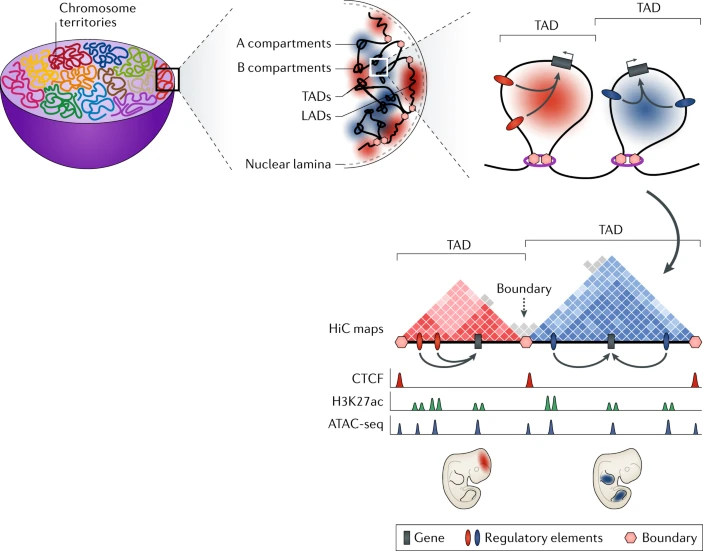 Chromosome
territories
A compartments
B compartments
TADs
LADs
Nuclear lamina
TAD
TAD
TAD
TAD
Boundary
HiC maps
CTCF
H3K27ac
ATAC-seq
Gene
Regulatory elements
Boundary